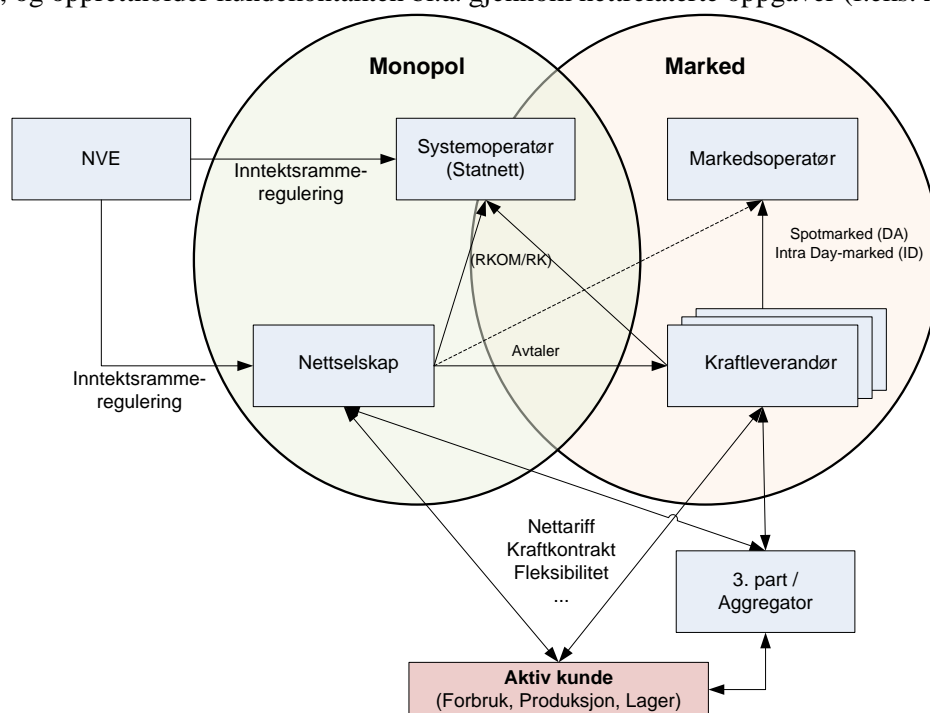 , og opprettholder kundekontakten bl.a. gjennom nettrelaterte oppgaver (f.eks.
Monopol
Marked
NVE
Inntektsramme-
regulering
Systemoperatør
(Statnett)
Markedsoperatør
Spotmarked (DA)
Intra Day-marked (ID)
(RKOM/RK)
Nettselskap
Avtaler
Kraftleverandør
Inntektsramme-
regulering
Nettariff
Kraftkontrakt
Fleksibilitet
...
3. part /
Aggregator
Aktiv kunde
(Forbruk, Produksjon, Lager)